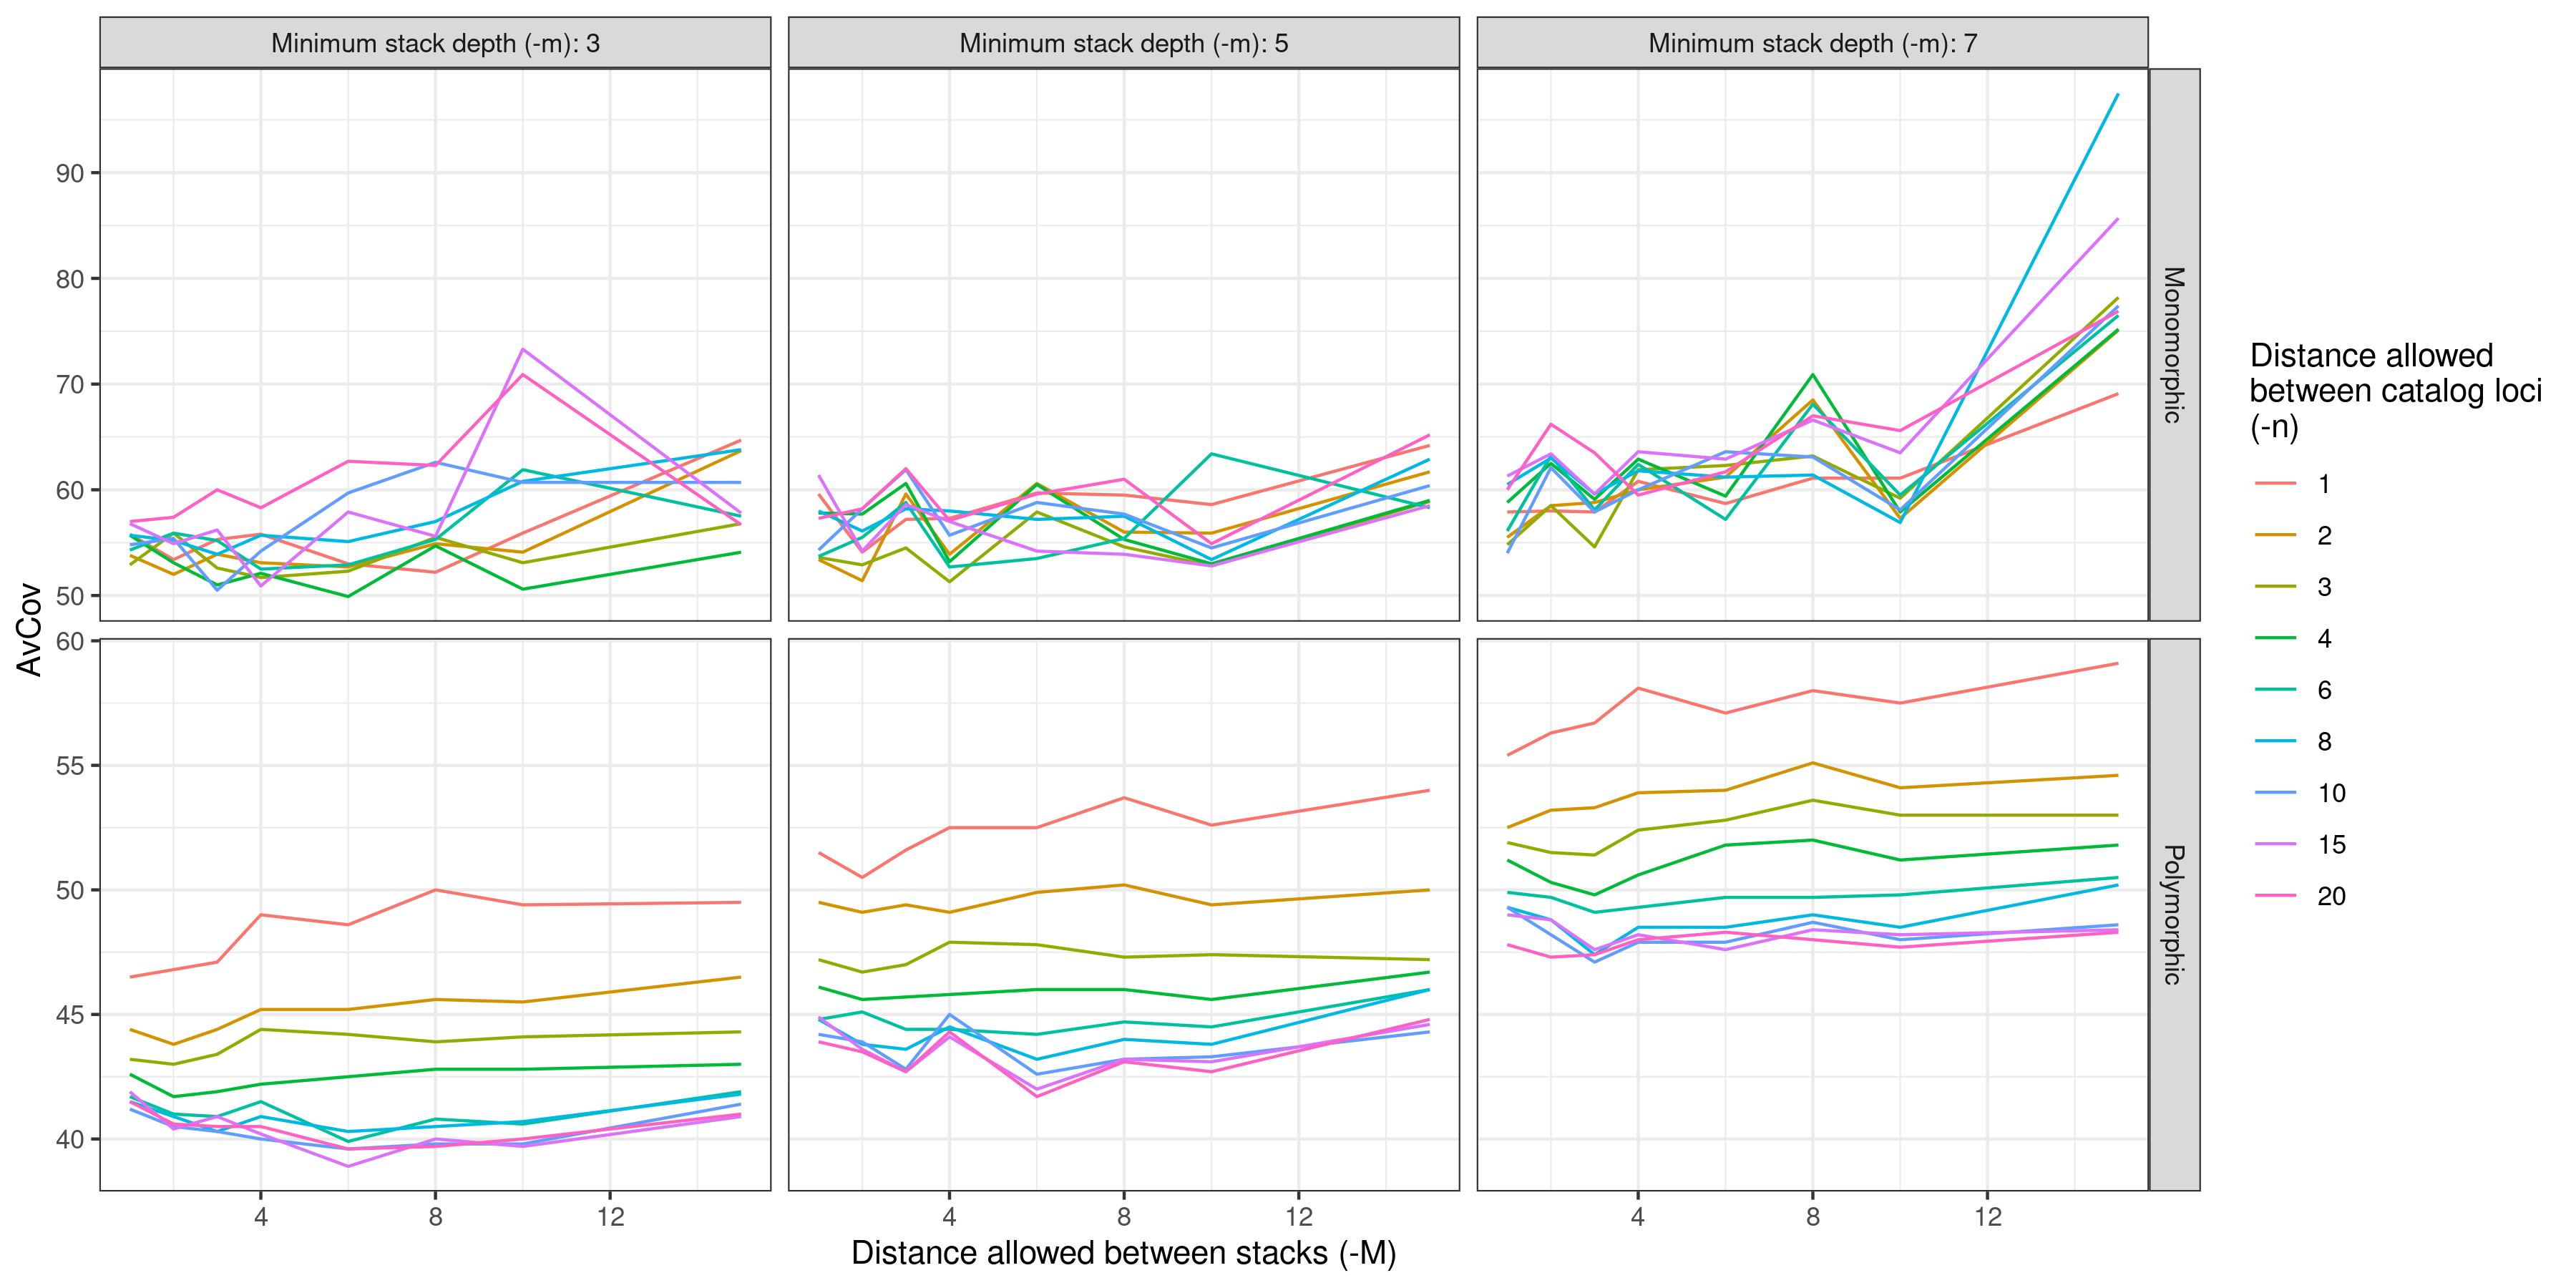 Minimum stack depth (-m): 3
Minimum stack depth (-m): 5
Minimum stack depth (-m): 7
90
80
70
60
50
Monomorphic
60
55
50
45
40
Polymorphic
AvCov
4
8
12
4
8
12
4
8
12
Distance allowed between stacks (-M)
Distance allowed
between catalog loci
(-n)
1
2
3
4
6
8
10
15
20